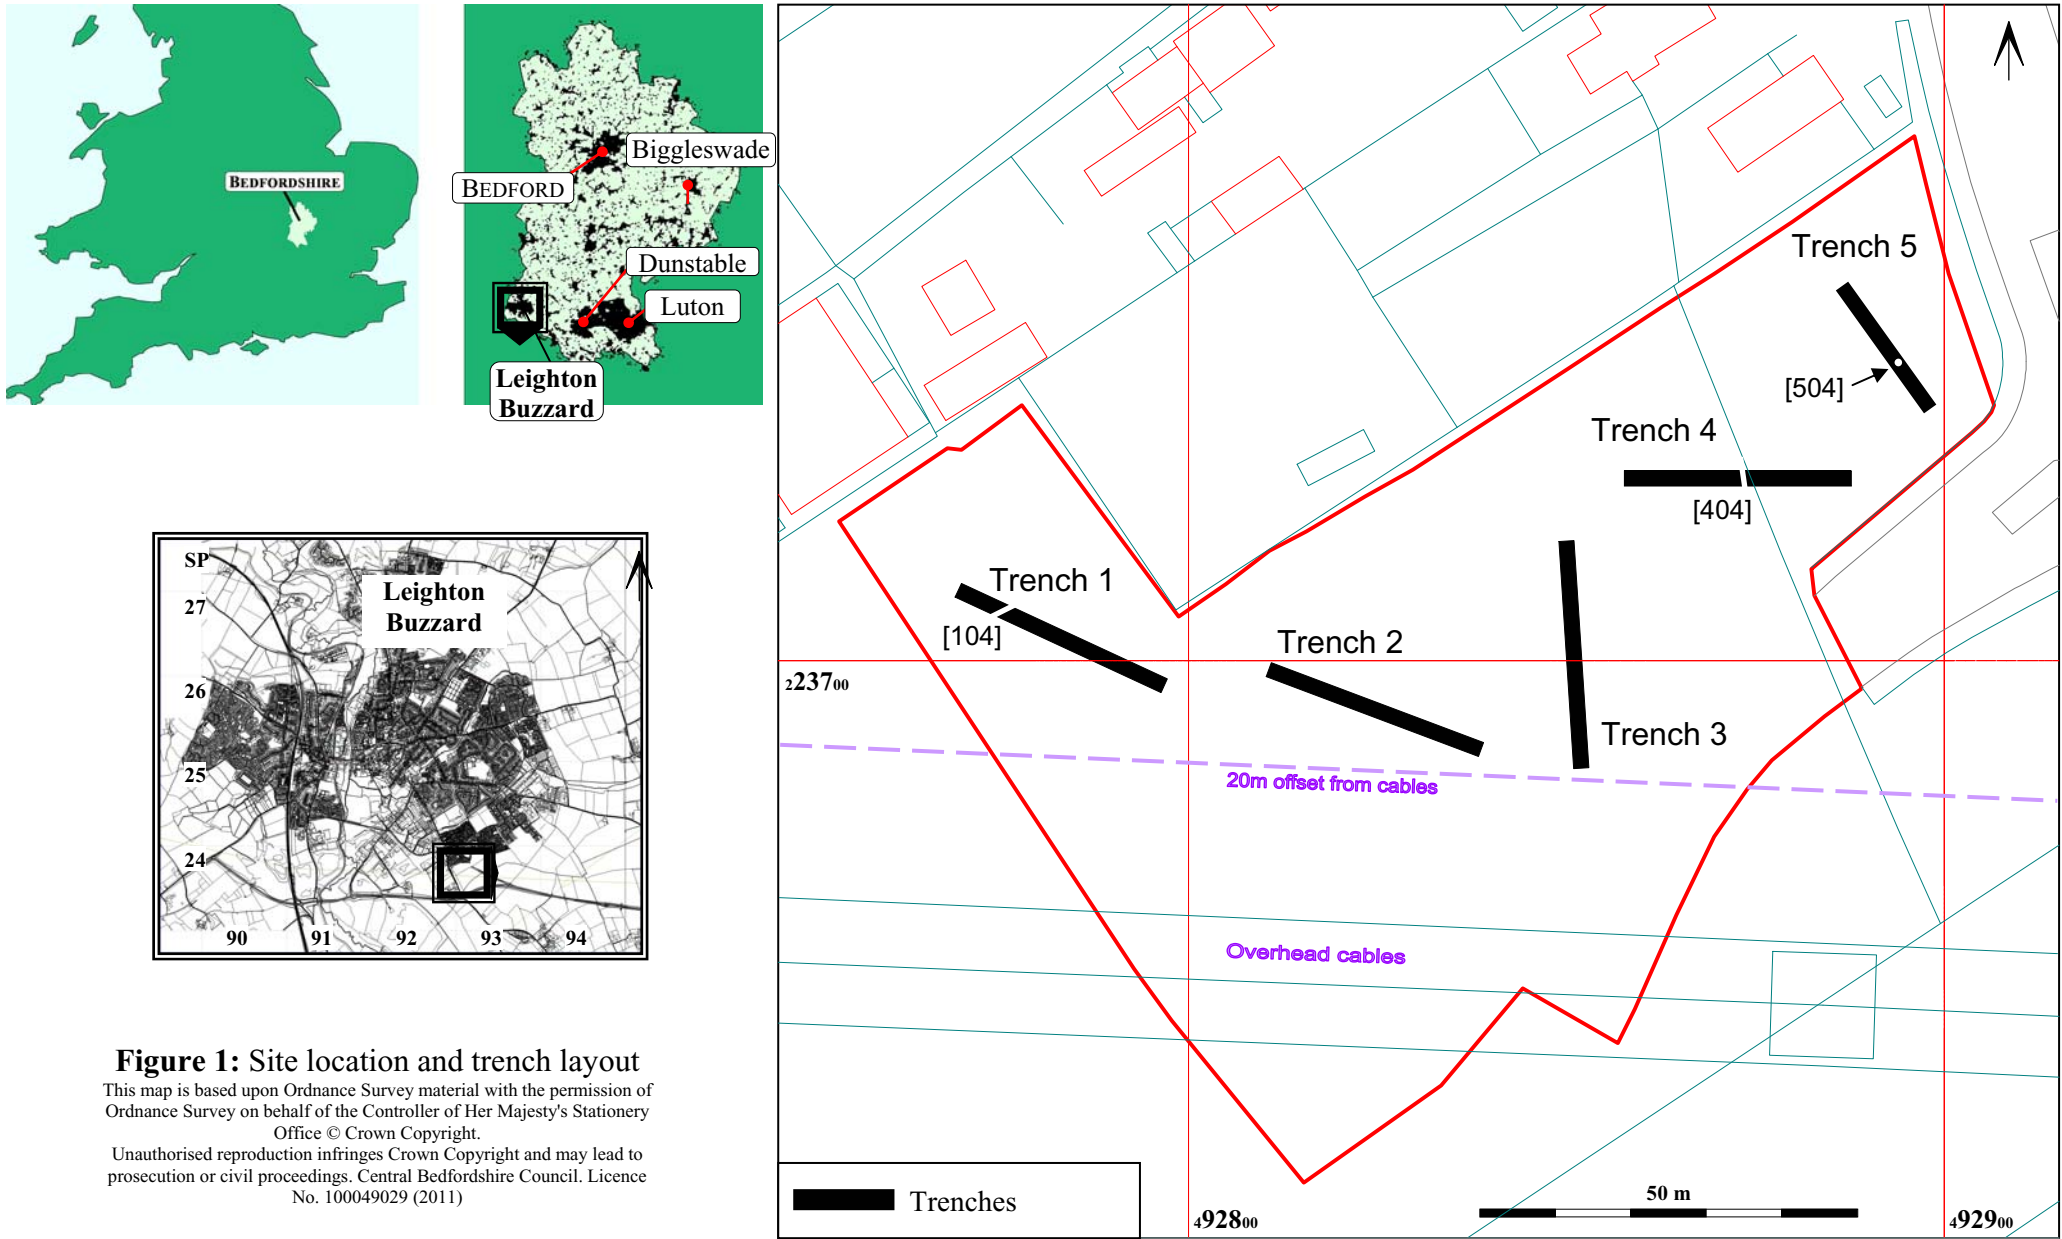 BEDFORDSHIRE
Biggleswade
BEDFORD
Dunstable
Luton
Leighton
Buzzard
SP
Leighton
Buzzard
27
26
25
24
90 91 92 93 94
Figure 1: Site location and trench layout
This map is based upon Ordnance Survey material with the permission of
Ordnance Survey on behalf of the Controller of Her Majesty's Stationery
Office © Crown Copyright.
Unauthorised reproduction infringes Crown Copyright and may lead to
prosecution or civil proceedings. Central Bedfordshire Council. Licence
No. 100049029 (2011)
Trench 5
[504]
Trench 4
[404]
Trench 1
[104]
Trench 2
Trench 3
223700
20m offset from cables
Overhead cables
Trenches
50 m
492800
492900